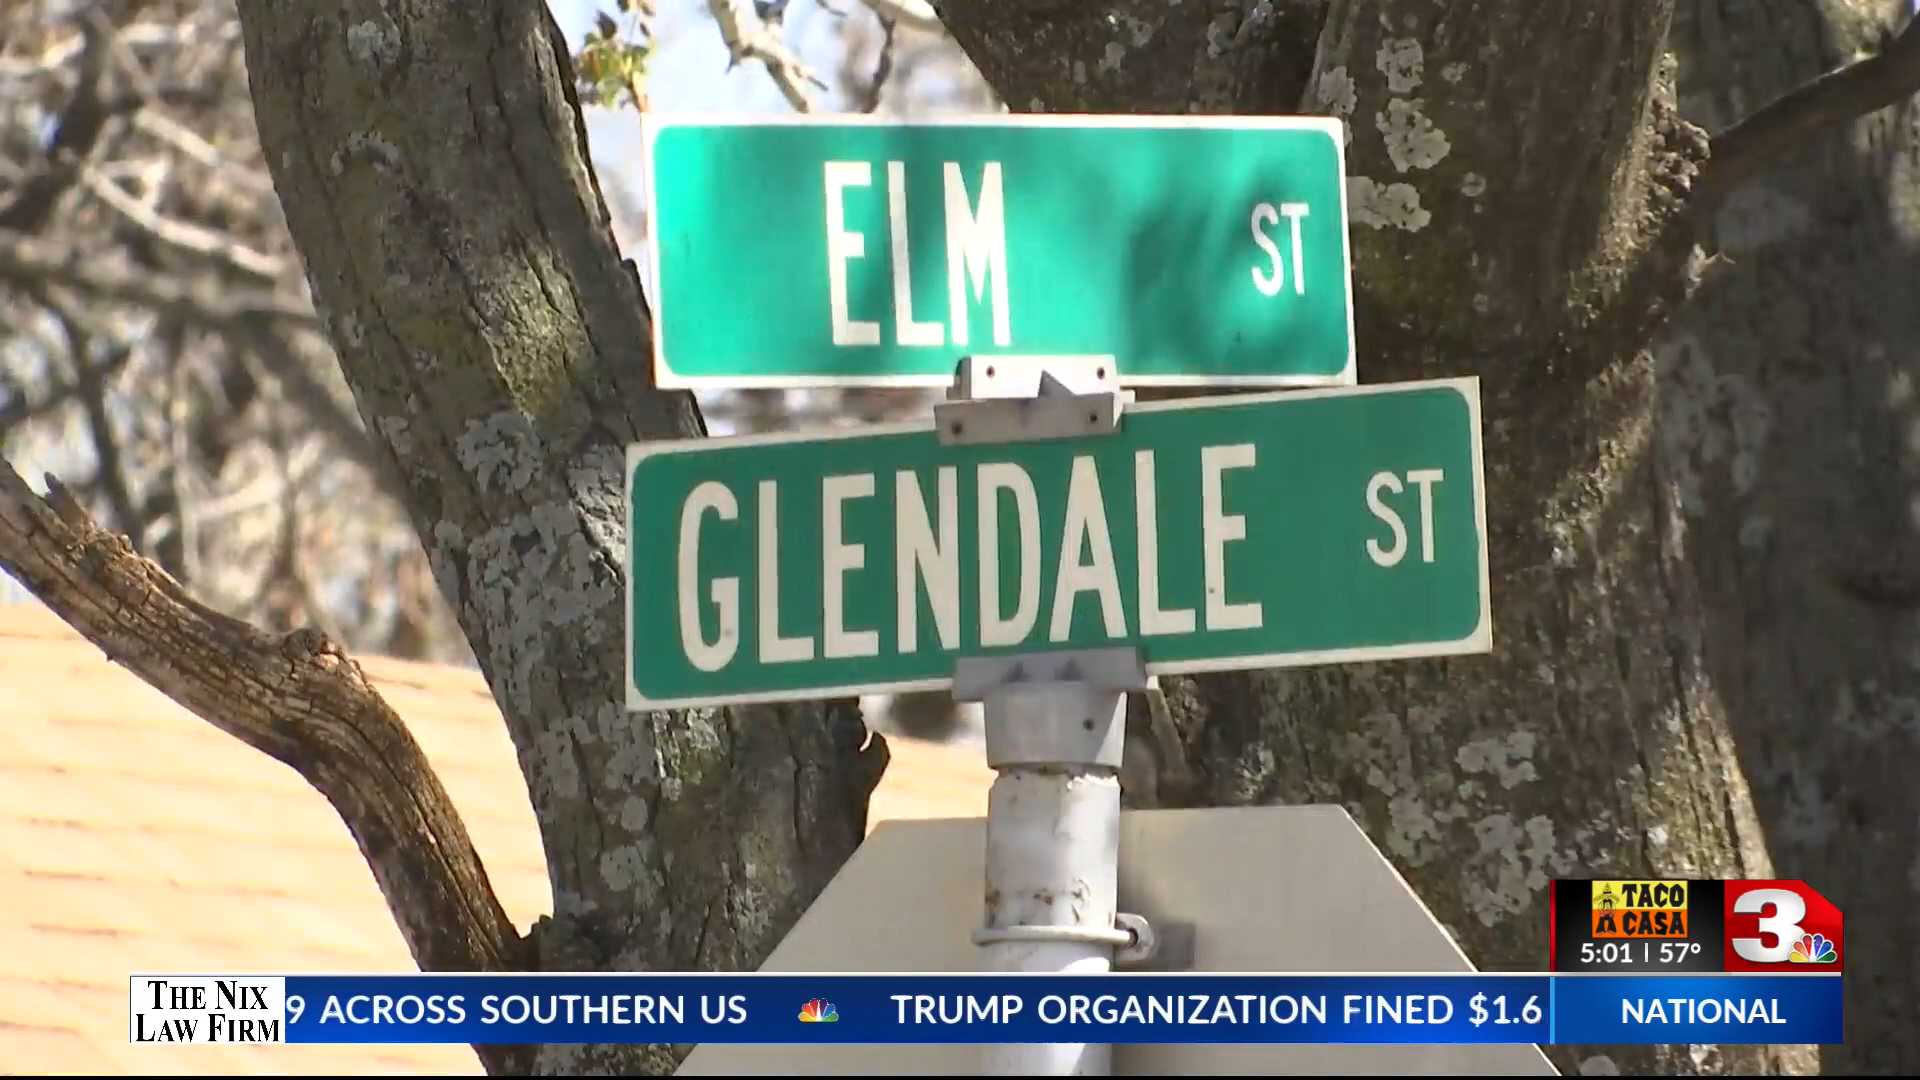 ELM ST
GLENDALE ST
TACO
CASA
5:01 | 57°
3
THE NIX
LAW FIRM
9 ACROSS SOUTHERN US TRUMP ORGANIZATION FINED $1.6
NATIONAL